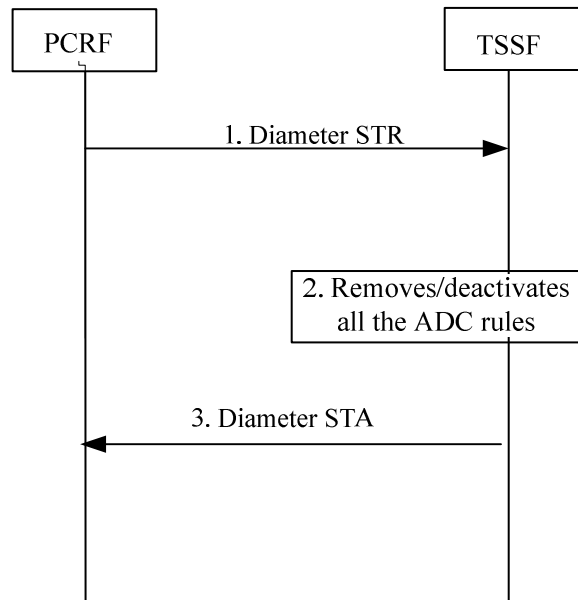 PCRF
TSSF
1. Diameter STR
2. Removes/deactivates
all the ADC rules
3. Diameter STA